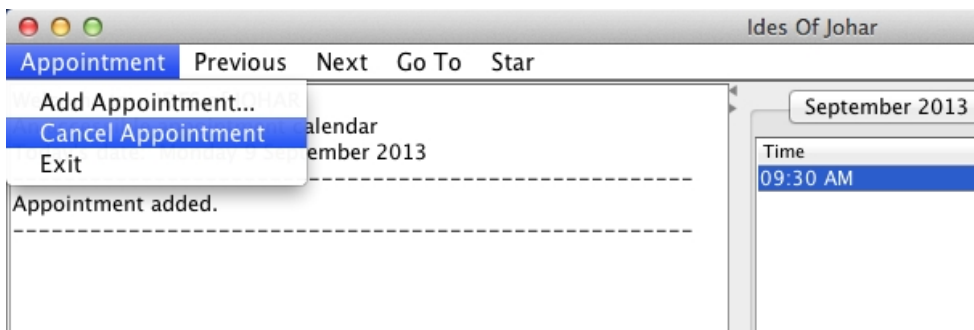 Ides Of Johar
Appointment Previous Next Go To Star
Add Appointment...
Cancel Appointment
Exit
OHAR
alendar
ember 2013
------------------------------------------------------
Appointment added.
------------------------------------------------------
September 2013
Time
09:30 AM